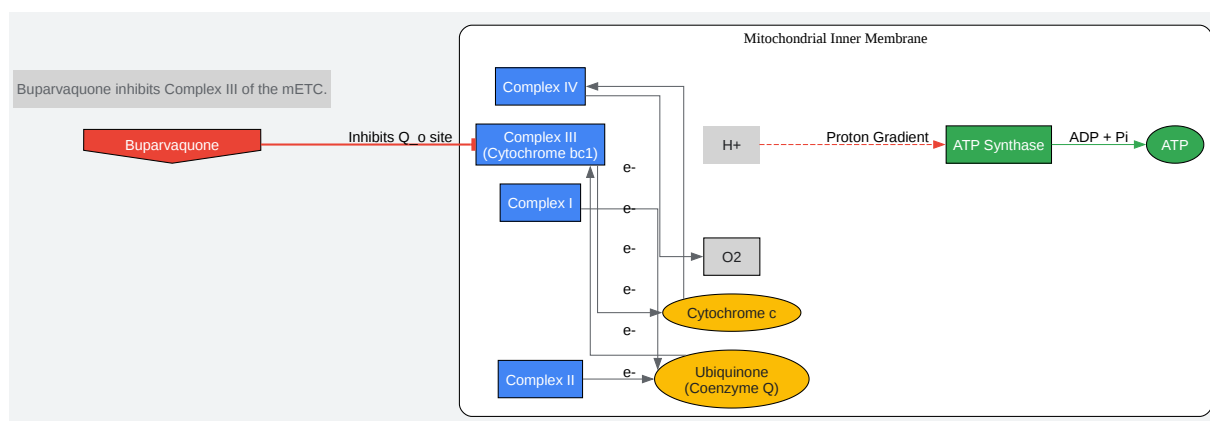 Mitochondrial Inner Membrane
Buparvaquone inhibits Complex III of the mETC.
Complex IV
Buparvaquone
Inhibits Q_o site
Complex III
(Cytochrome bc1)
H+
Proton Gradient
ATP Synthase
ADP + Pi
ATP
e-
Complex I
e-
e-
O2
e-
Cytochrome c
e-
Complex II
e-
Ubiquinone
(Coenzyme Q)